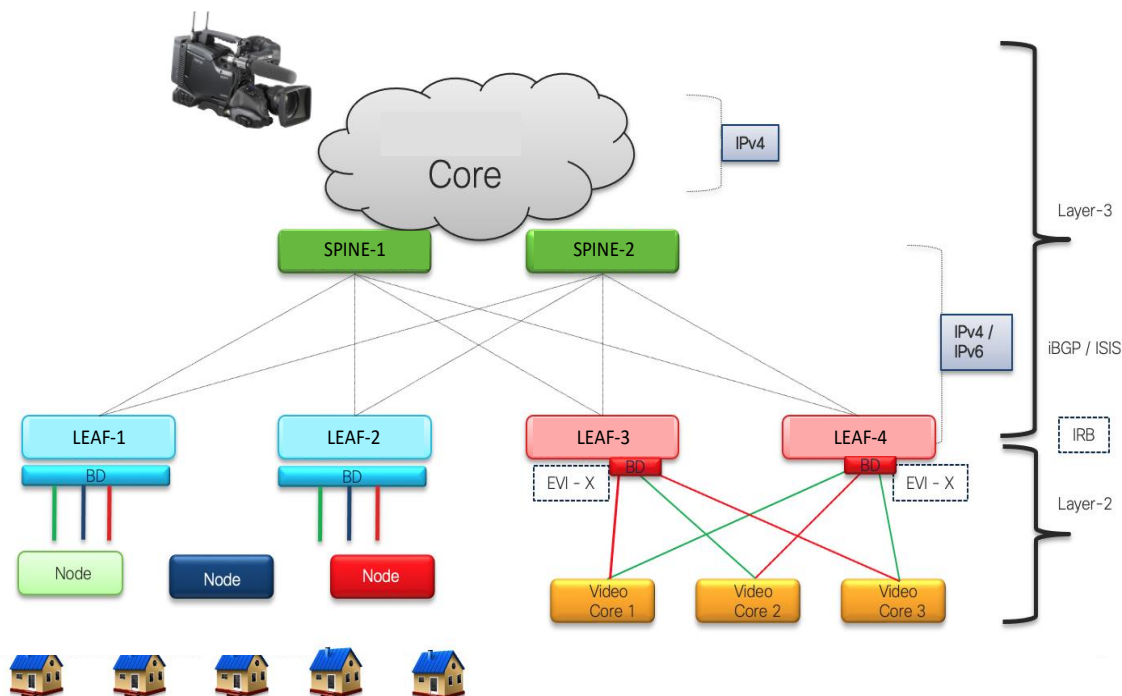 Core
IPv4
Layer-3
SPINE-1
SPINE-2
IPv4 /
IPv6
iBGP / ISIS
LEAF-1
LEAF-2
LEAF-3
LEAF-4
IRB
BD
BD
BD
BD
EVI - X
EVI - X
Layer-2
Node
Node
Node
Video
Core 1
Video
Core 2
Video
Core 3